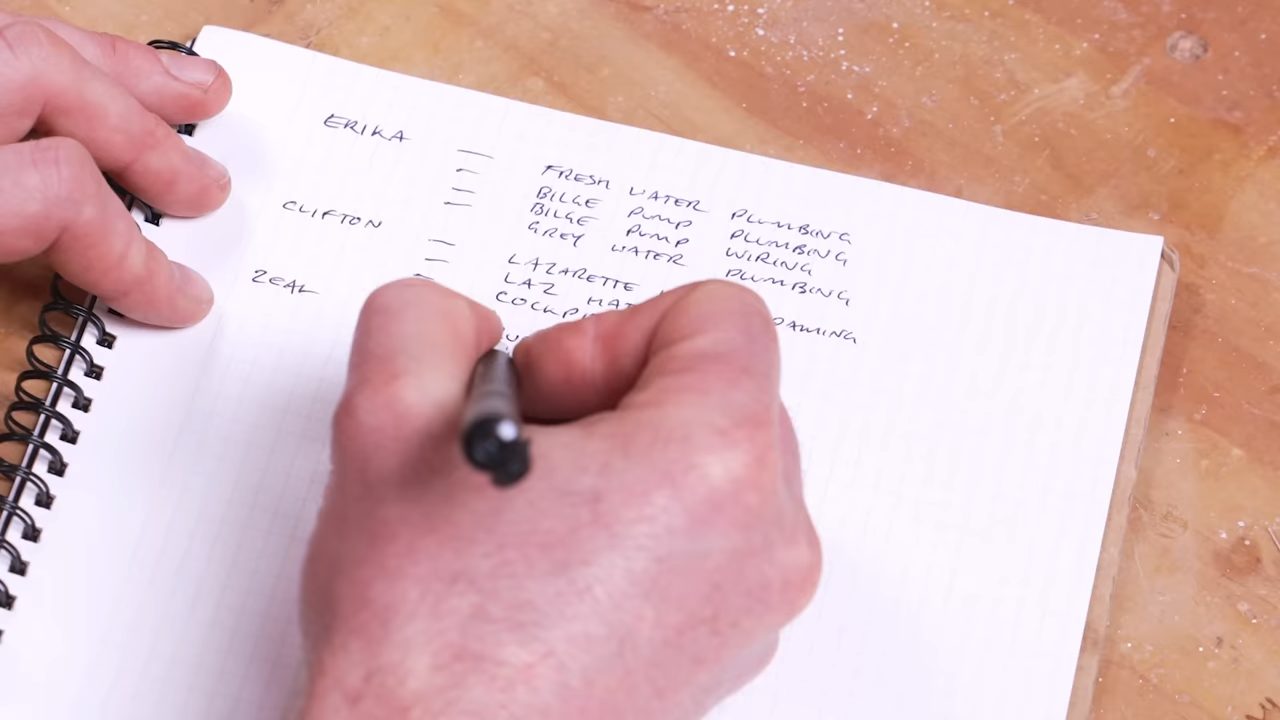 ERIKA
— FRESH WATER PLUMBING
— BILGE PUMP PLUMBING
— BILGE PUMP WIRING
— GREY WATER PLUMBING
CLIFTON
— LAZARETTE
— LAZ
ZEAL